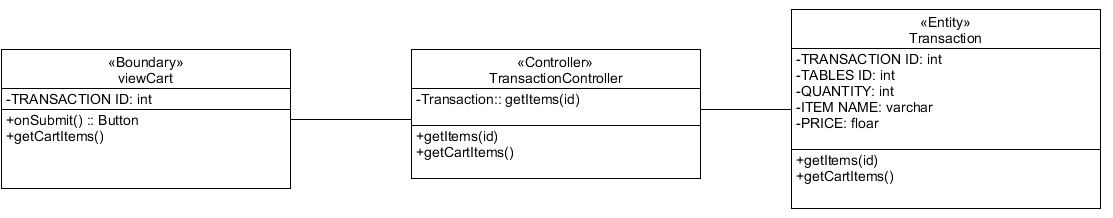 «Boundary»
viewCart
-TRANSACTION ID: int
+onSubmit() :: Button
+getCartItems()
«Controller»
TransactionController
-Transaction:: getItems(id)
+getItems(id)
+getCartItems()
«Entity»
Transaction
-TRANSACTION ID: int
-TABLES ID: int
-QUANTITY: int
-ITEM NAME: varchar
-PRICE: floar
+getItems(id)
+getCartItems()